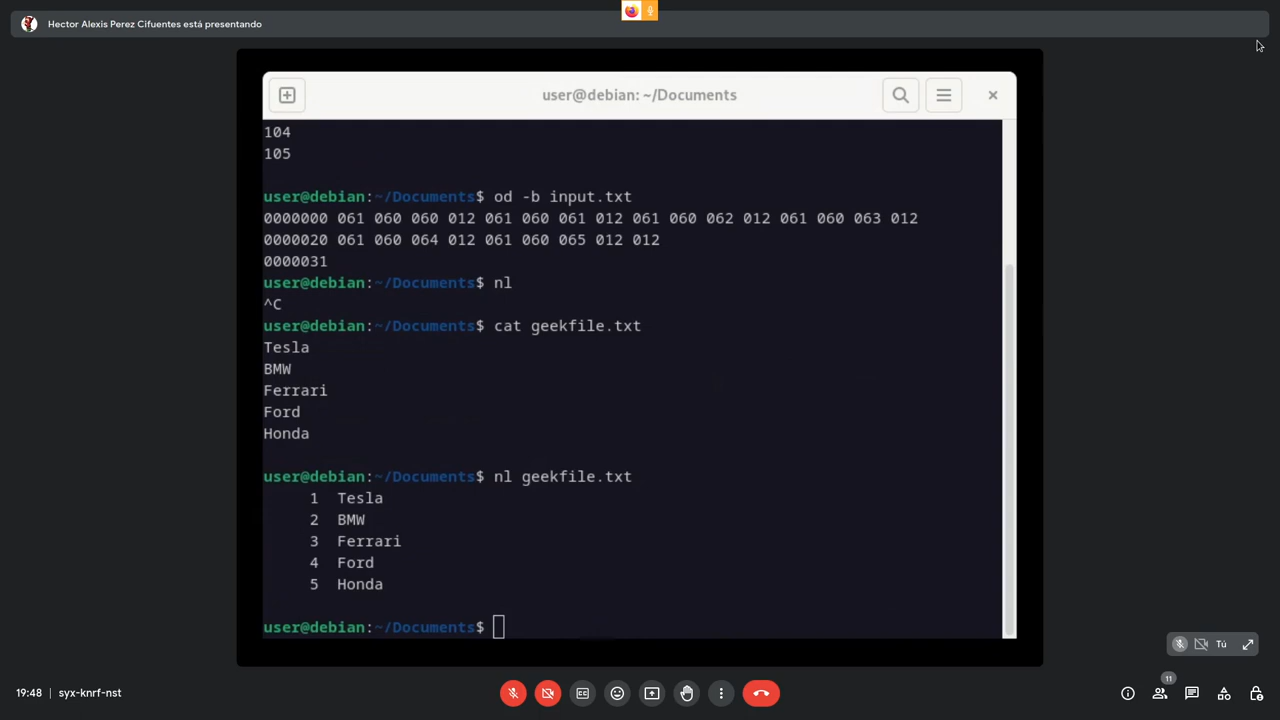 Hector Alexis Perez Cifuentes está presentando
user@debian: ~/Documents
104
105
user@debian:~/Documents$ od -b input.txt
0000000 061 060 060 012 061 060 061 012 061 060 062 012 061 060 063 012
0000020 061 060 064 012 061 060 065 012 012
0000031
user@debian:~/Documents$ nl
^C
user@debian:~/Documents$ cat geekfile.txt
Tesla
BMW
Ferrari
Ford
Honda
user@debian:~/Documents$ nl geekfile.txt
1 Tesla
2 BMW
3 Ferrari
4 Ford
5 Honda
user@debian:~/Documents$
Tú
11
19:48 | syx-knrf-nst